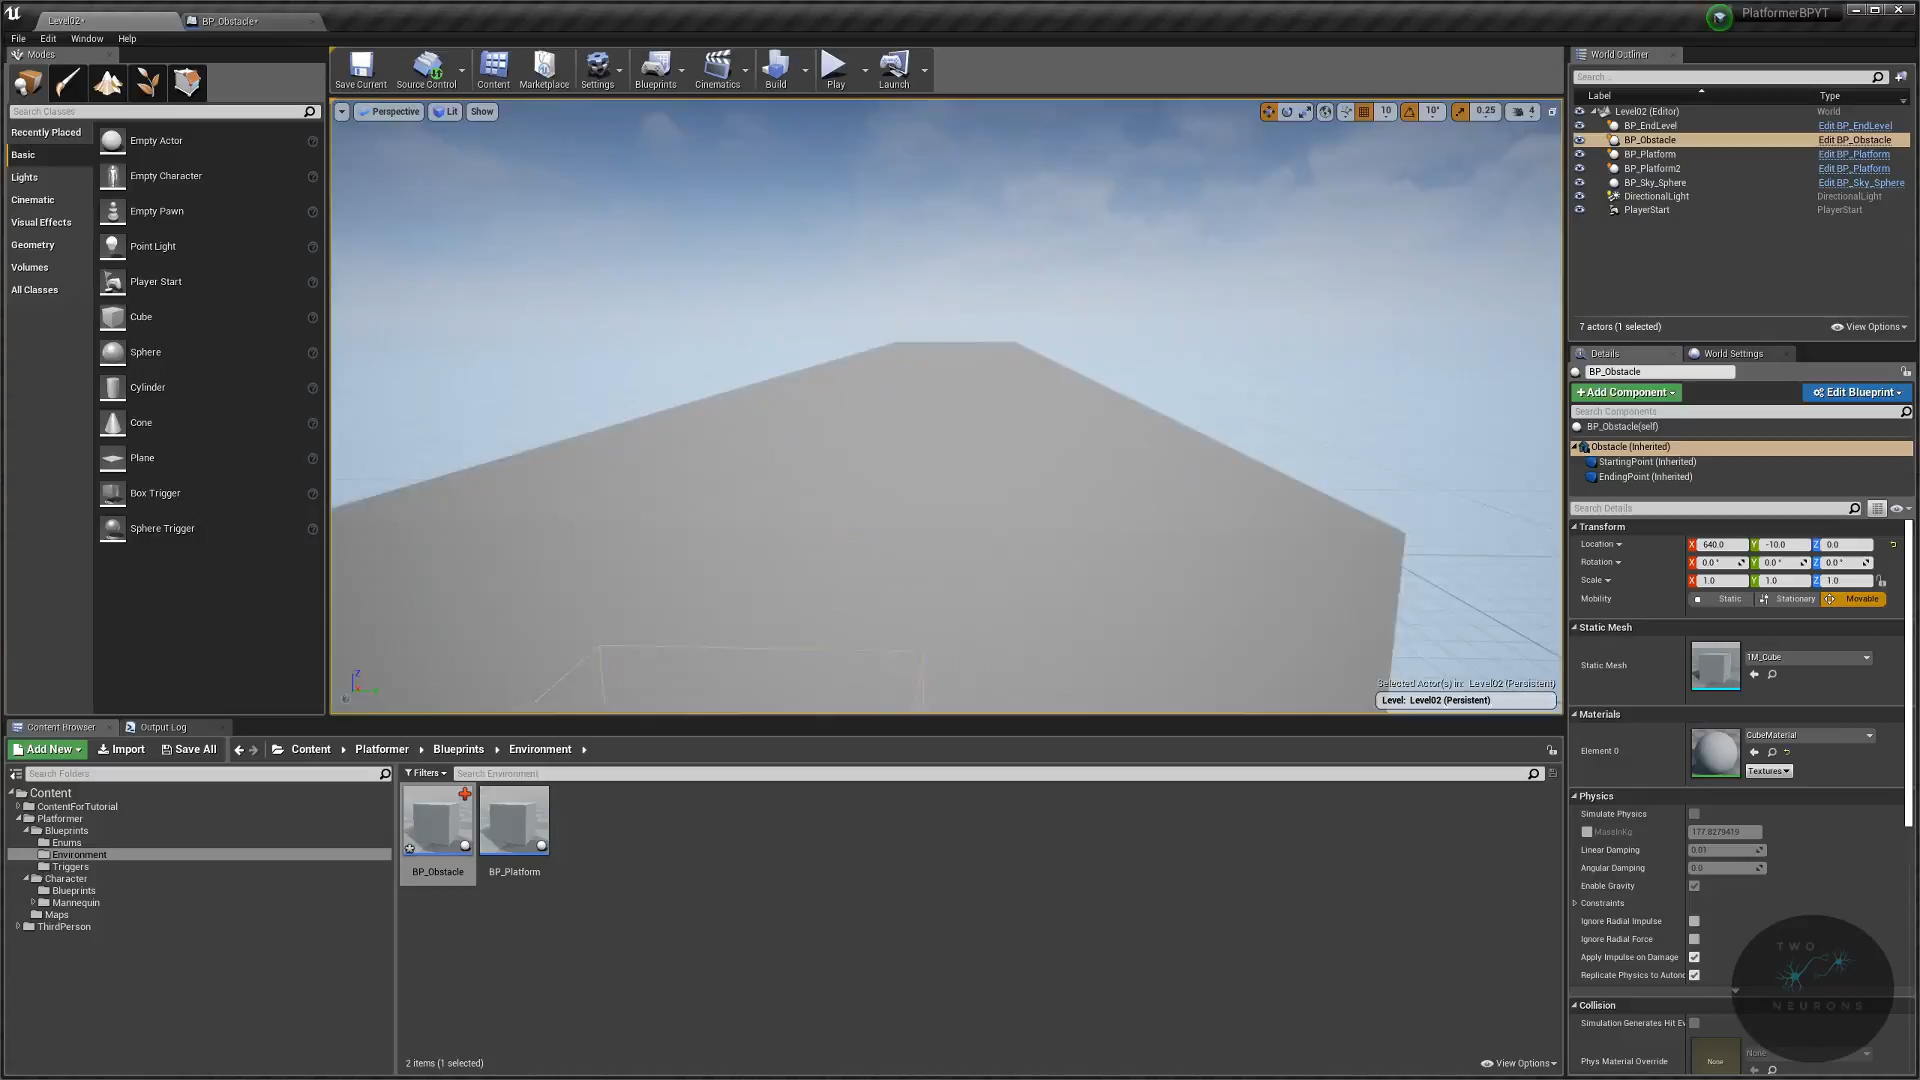 Level02*
BP_Obstacle*
PlatformerBPYT
File Edit Window Help
Modes
Search Classes
Recently Placed
Basic
Lights
Cinematic
Visual Effects
Geometry
Volumes
All Classes
Empty Actor
Empty Character
Empty Pawn
Point Light
Player Start
Cube
Sphere
Cylinder
Cone
Plane
Box Trigger
Sphere Trigger
Save Current Source Control Content Marketplace Settings Blueprints Cinematics Build Play Launch
Perspective Lit Show
10 10° 0.25 4
Selected Actor(s) in: Level02 (Persistent)
Level: Level02 (Persistent)
World Outliner
Search...
Label Type
Level02 (Editor) World
BP_EndLevel Edit BP_EndLevel
BP_Obstacle Edit BP_Obstacle
BP_Platform Edit BP_Platform
BP_Platform2 Edit BP_Platform
BP_Sky_Sphere Edit BP_Sky_Sphere
DirectionalLight DirectionalLight
PlayerStart PlayerStart
7 actors (1 selected) View Options
Details World Settings
BP_Obstacle
+Add Component Edit Blueprint
Search Components
BP_Obstacle(self)
Obstacle (Inherited)
StartingPoint (Inherited)
EndingPoint (Inherited)
Search Details
Transform
Location X 640.0 Y -10.0 Z 0.0
Rotation X 0.0° Y 0.0° Z 0.0°
Scale X 1.0 Y 1.0 Z 1.0
Mobility Static Stationary Movable
Static Mesh
Static Mesh 1M_Cube
Materials
Element 0 CubeMaterial
Textures
Physics
Simulate Physics
MassInKg 177.8279419
Linear Damping 0.01
Angular Damping 0.0
Enable Gravity
Constraints
Ignore Radial Impulse
Ignore Radial Force
Apply Impulse on Damage
Replicate Physics to Auton
Collision
Simulation Generates Hit Ev
Phys Material Override None None
TWO
NEURONS
Content Browser Output Log
Add New Import Save All Content Platformer Blueprints Environment
Search Folders
Filters Search Environment
Content
ContentForTutorial
Platformer
Blueprints
Enums
Environment
Triggers
Character
Blueprints
Mannequin
Maps
ThirdPerson
BP_Obstacle BP_Platform
2 items (1 selected) View Options